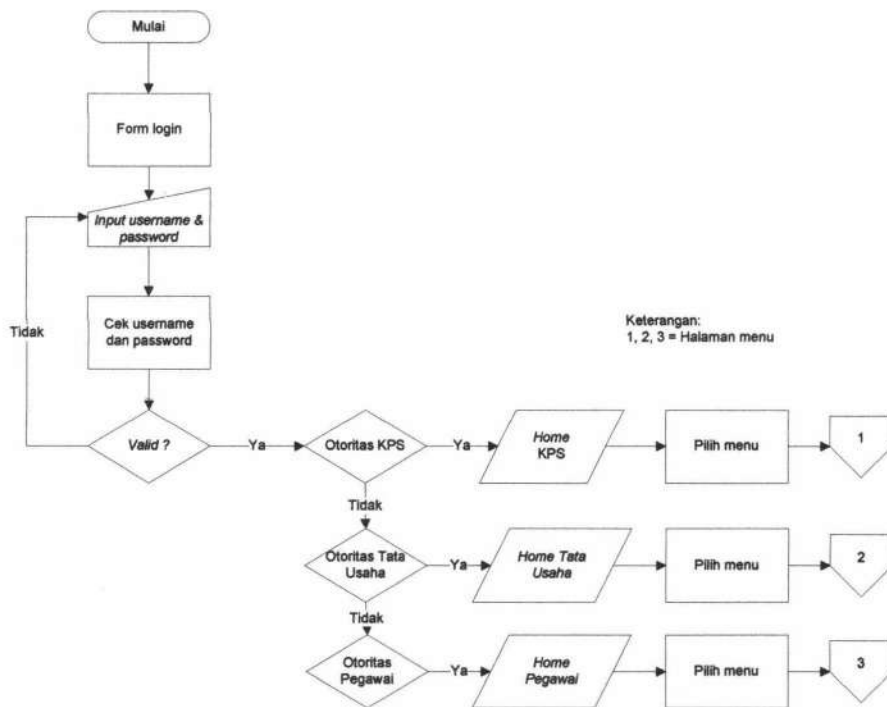 Mulai
Form login
Input username &
password
Cek username
dan password
Tidak
Keterangan:
1, 2, 3 = Halaman menu
Valid ?
Ya
Otoritas KPS
Ya
Home
KPS
Pilih menu
1
Tidak
Otoritas Tata
Usaha
Ya
Home Tata
Usaha
Pilih menu
2
Tidak
Otoritas
Pegawai
Ya
Home
Pegawai
Pilih menu
3